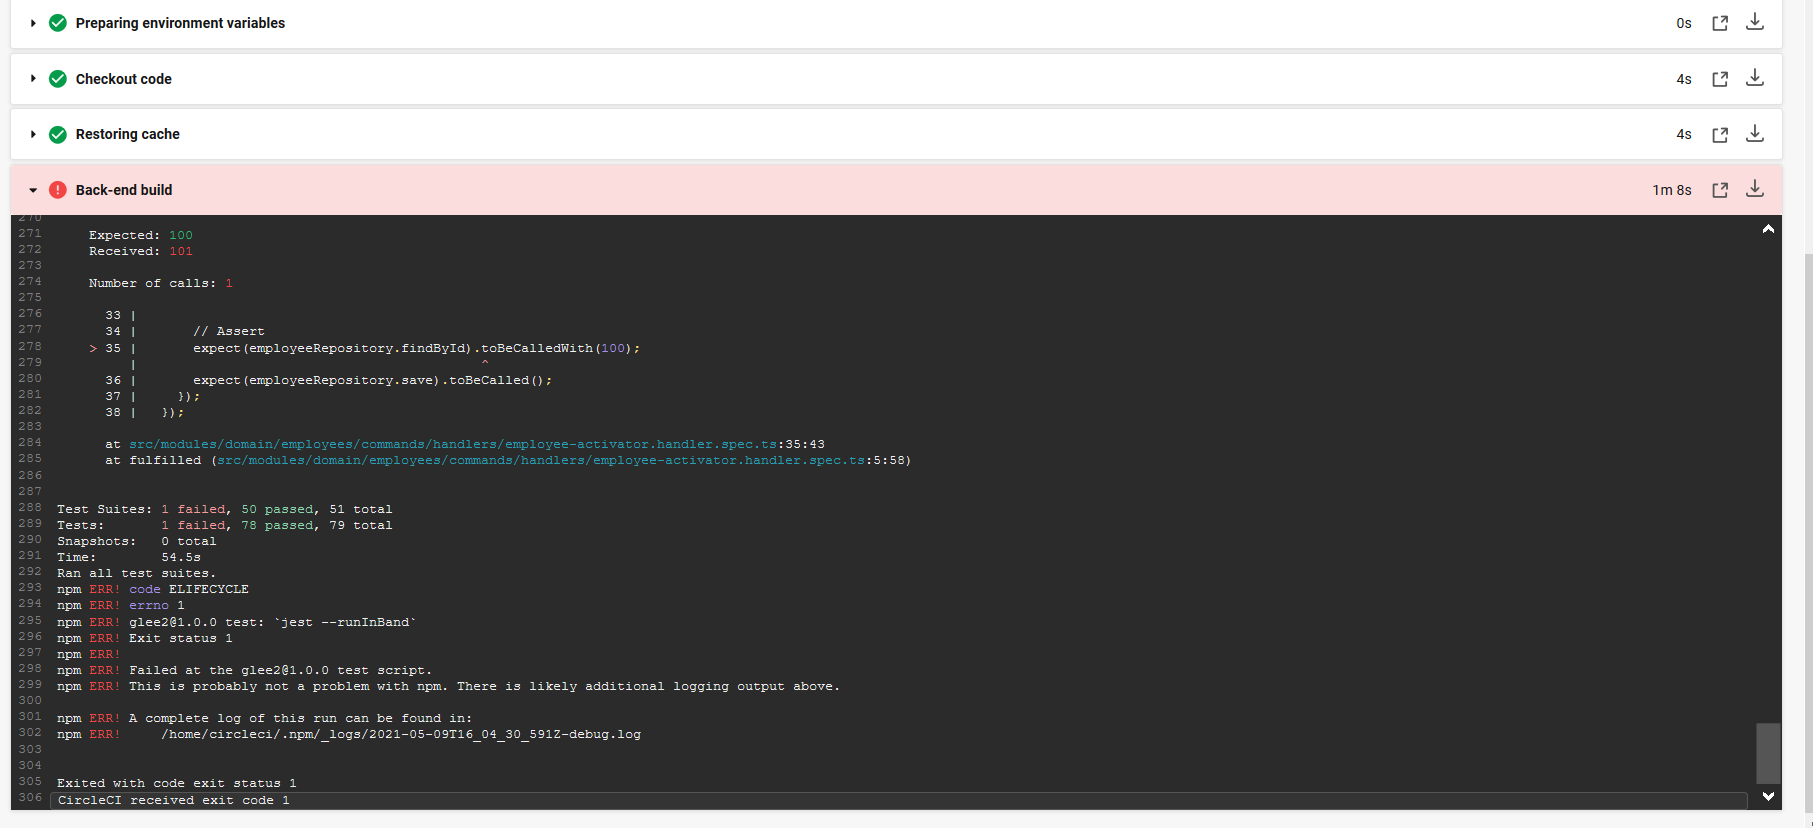 Preparing environment variables 0s
Checkout code 4s
Restoring cache 4s
Back-end build 1m 8s
270
271 Expected: 100
272 Received: 101
273
274 Number of calls: 1
275
276 33 |
277 34 | // Assert
278 > 35 | expect(employeeRepository.findById).toBeCalledWith(100);
279 | ^
280 36 | expect(employeeRepository.save).toBeCalled();
281 37 | });
282 38 | });
283
284 at src/modules/domain/employees/commands/handlers/employee-activator.handler.spec.ts:35:43
285 at fulfilled (src/modules/domain/employees/commands/handlers/employee-activator.handler.spec.ts:5:58)
286
287
288 Test Suites: 1 failed, 50 passed, 51 total
289 Tests: 1 failed, 78 passed, 79 total
290 Snapshots: 0 total
291 Time: 54.5s
292 Ran all test suites.
293 npm ERR! code ELIFECYCLE
294 npm ERR! errno 1
295 npm ERR! glee2@1.0.0 test: `jest --runInBand`
296 npm ERR! Exit status 1
297 npm ERR!
298 npm ERR! Failed at the glee2@1.0.0 test script.
299 npm ERR! This is probably not a problem with npm. There is likely additional logging output above.
300
301 npm ERR! A complete log of this run can be found in:
302 npm ERR! /home/circleci/.npm/_logs/2021-05-09T16_04_30_591Z-debug.log
303
304
305 Exited with code exit status 1
306 CircleCI received exit code 1